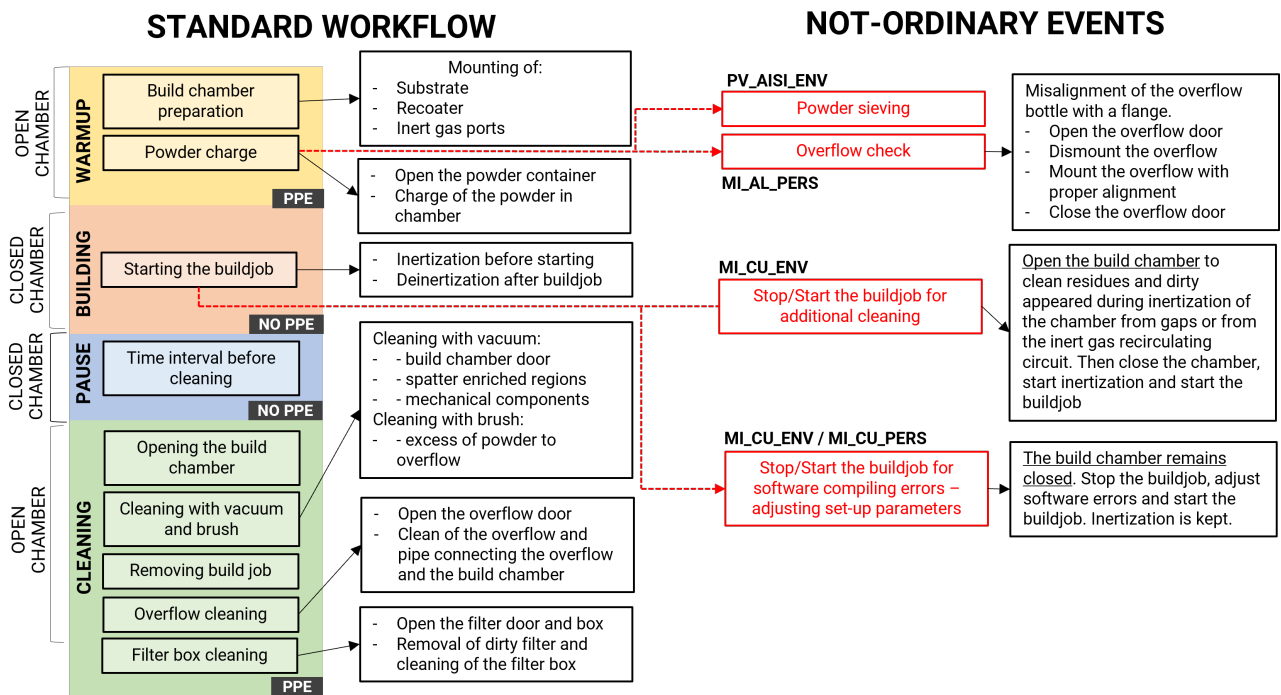 STANDARD WORKFLOW
NOT-ORDINARY EVENTS
OPEN
CHAMBER
WARMUP
Build chamber
preparation
Powder charge
PPE
Mounting of:
- Substrate
- Recoater
- Inert gas ports
- Open the powder container
- Charge of the powder in
chamber
CLOSED
CHAMBER
BUILDING
Starting the buildjob
NO PPE
- Inertization before starting
- Deinertization after buildjob
CLOSED
CHAMBER
PAUSE
Time interval before
cleaning
NO PPE
Cleaning with vacuum:
- - build chamber door
- - spatter enriched regions
- - mechanical components
Cleaning with brush:
- - excess of powder to
overflow
OPEN
CHAMBER
CLEANING
Opening the build
chamber
Cleaning with vacuum
and brush
Removing build job
Overflow cleaning
Filter box cleaning
PPE
- Open the overflow door
- Clean of the overflow and
pipe connecting the overflow
and the build chamber
- Open the filter door and box
- Removal of dirty filter and
cleaning of the filter box
PV_AISI_ENV
Powder sieving
Overflow check
MI_AL_PERS
Misalignment of the overflow
bottle with a flange.
- Open the overflow door
- Dismount the overflow
- Mount the overflow with
proper alignment
- Close the overflow door
MI_CU_ENV
Stop/Start the buildjob for
additional cleaning
Open the build chamber to
clean residues and dirty
appeared during inertization of
the chamber from gaps or from
the inert gas recirculating
circuit. Then close the chamber,
start inertization and start the
buildjob
MI_CU_ENV / MI_CU_PERS
Stop/Start the buildjob for
software compiling errors –
adjusting set-up parameters
The build chamber remains
closed. Stop the buildjob, adjust
software errors and start the
buildjob. Inertization is kept.